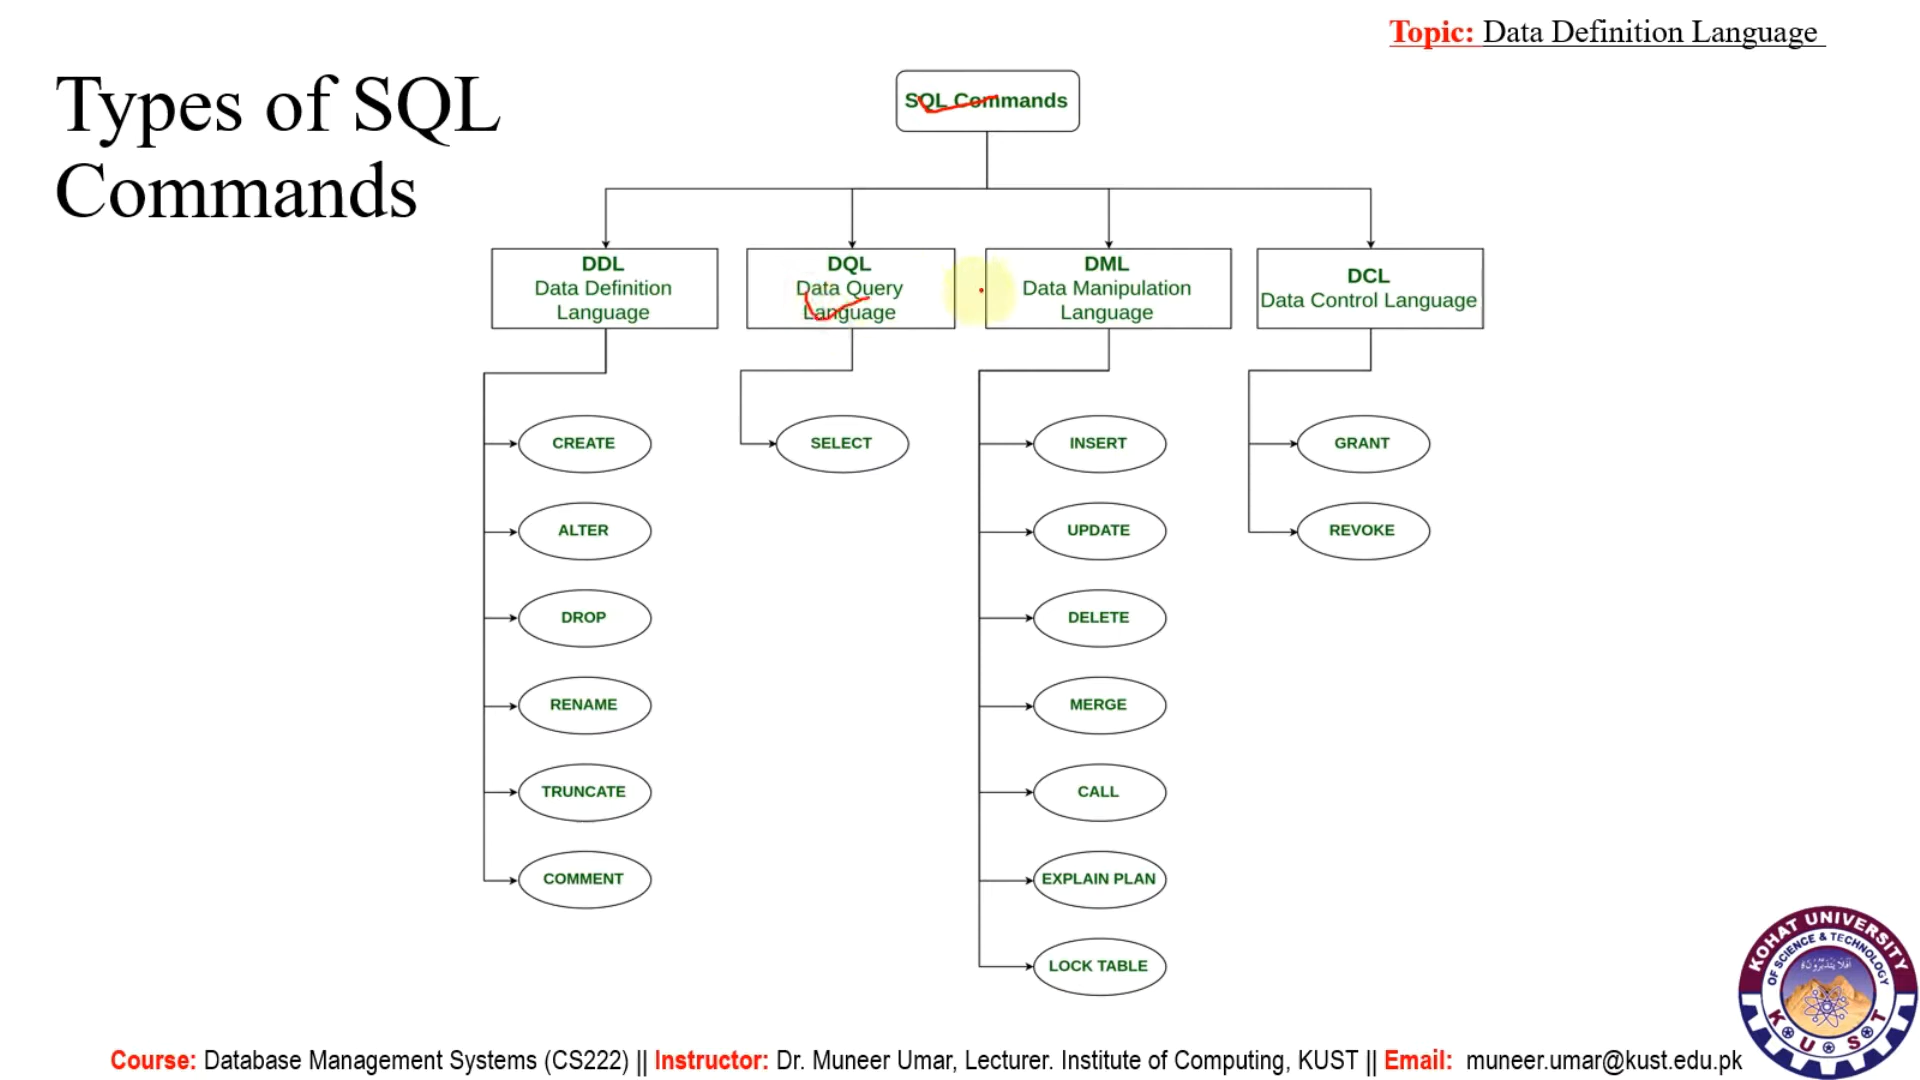 Topic: Data Definition Language
Types of SQL
Commands
SQL Commands
DDL
Data Definition
Language
DQL
Data Query
Language
DML
Data Manipulation
Language
DCL
Data Control Language
CREATE
ALTER
DROP
RENAME
TRUNCATE
COMMENT
SELECT
INSERT
UPDATE
DELETE
MERGE
CALL
EXPLAIN PLAN
LOCK TABLE
GRANT
REVOKE
KOHAT UNIVERSITY
OF SCIENCE & TECHNOLOGY
K U S T
Course: Database Management Systems (CS222) || Instructor: Dr. Muneer Umar, Lecturer. Institute of Computing, KUST || Email: muneer.umar@kust.edu.pk